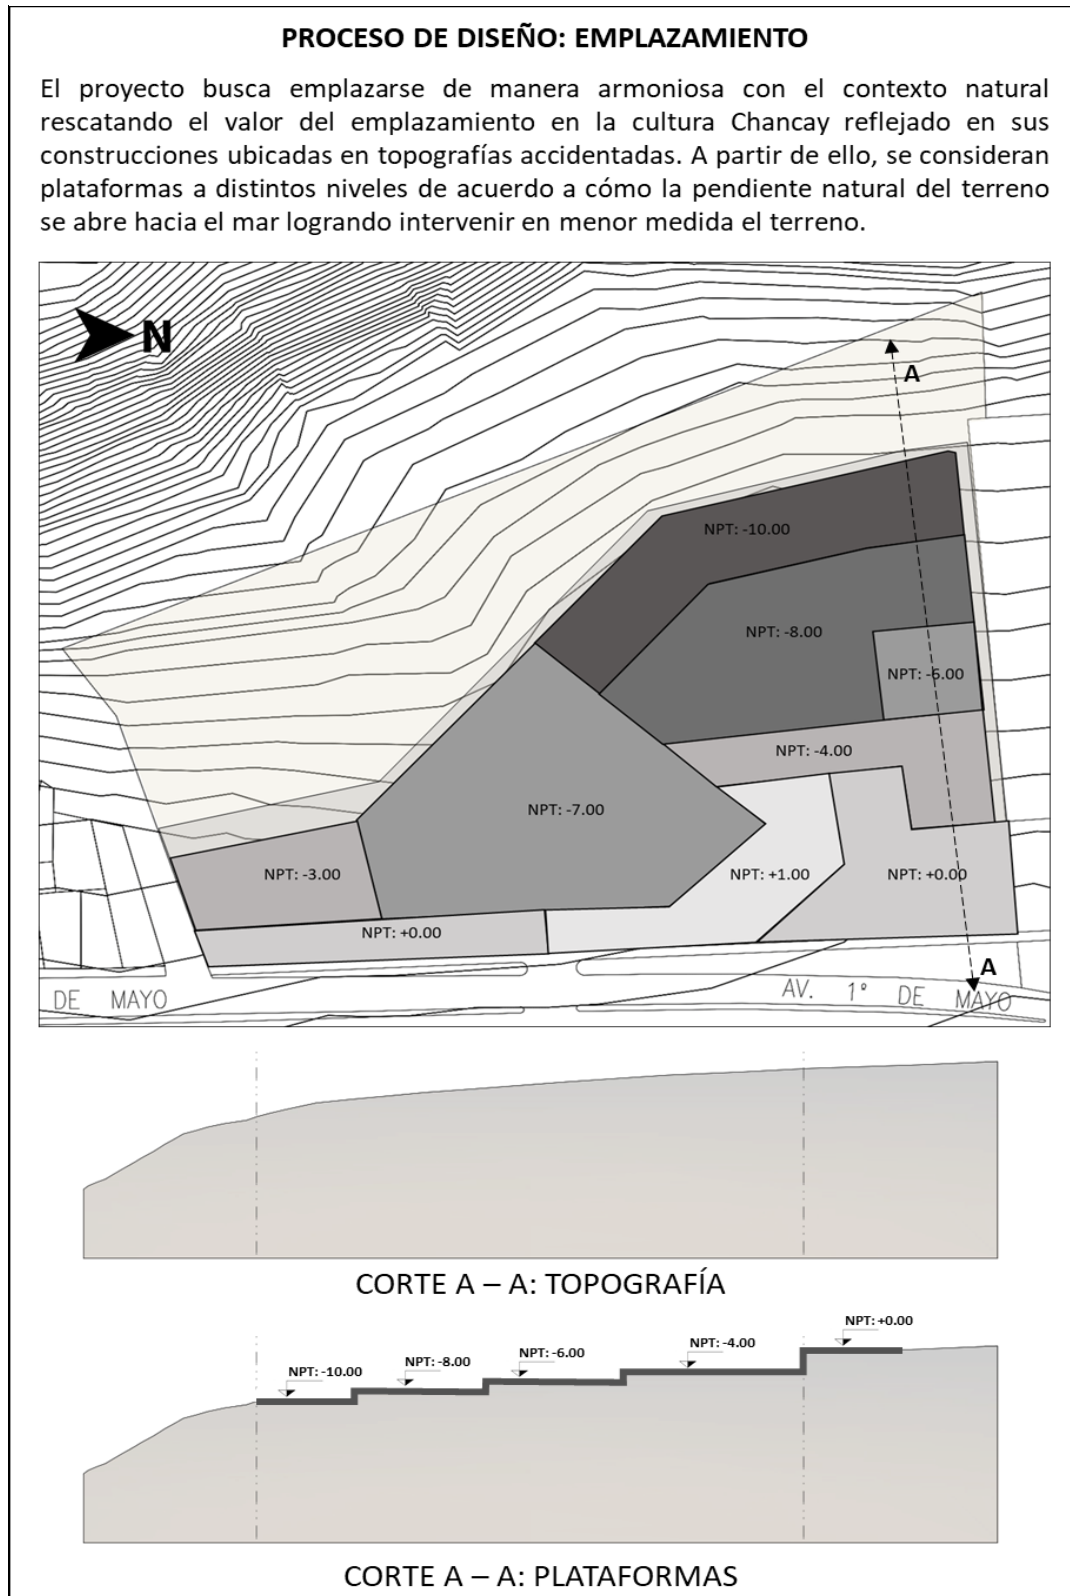 PROCESO DE DISEÑO: EMPLAZAMIENTO
El proyecto busca emplazarse de manera armoniosa con el contexto natural
rescatando el valor del emplazamiento en la cultura Chancay reflejado en sus
construcciones ubicadas en topografías accidentadas. A partir de ello, se consideran
plataformas a distintos niveles de acuerdo a cómo la pendiente natural del terreno
se abre hacia el mar logrando intervenir en menor medida el terreno.
N
A
NPT: -10.00
NPT: -8.00
NPT: -6.00
NPT: -4.00
NPT: -7.00
NPT: -3.00
NPT: +1.00
NPT: +0.00
NPT: +0.00
A
DE MAYO
AV. 1° DE MAYO
CORTE A – A: TOPOGRAFÍA
NPT: +0.00
NPT: -4.00
NPT: -6.00
NPT: -8.00
NPT: -10.00
CORTE A – A: PLATAFORMAS